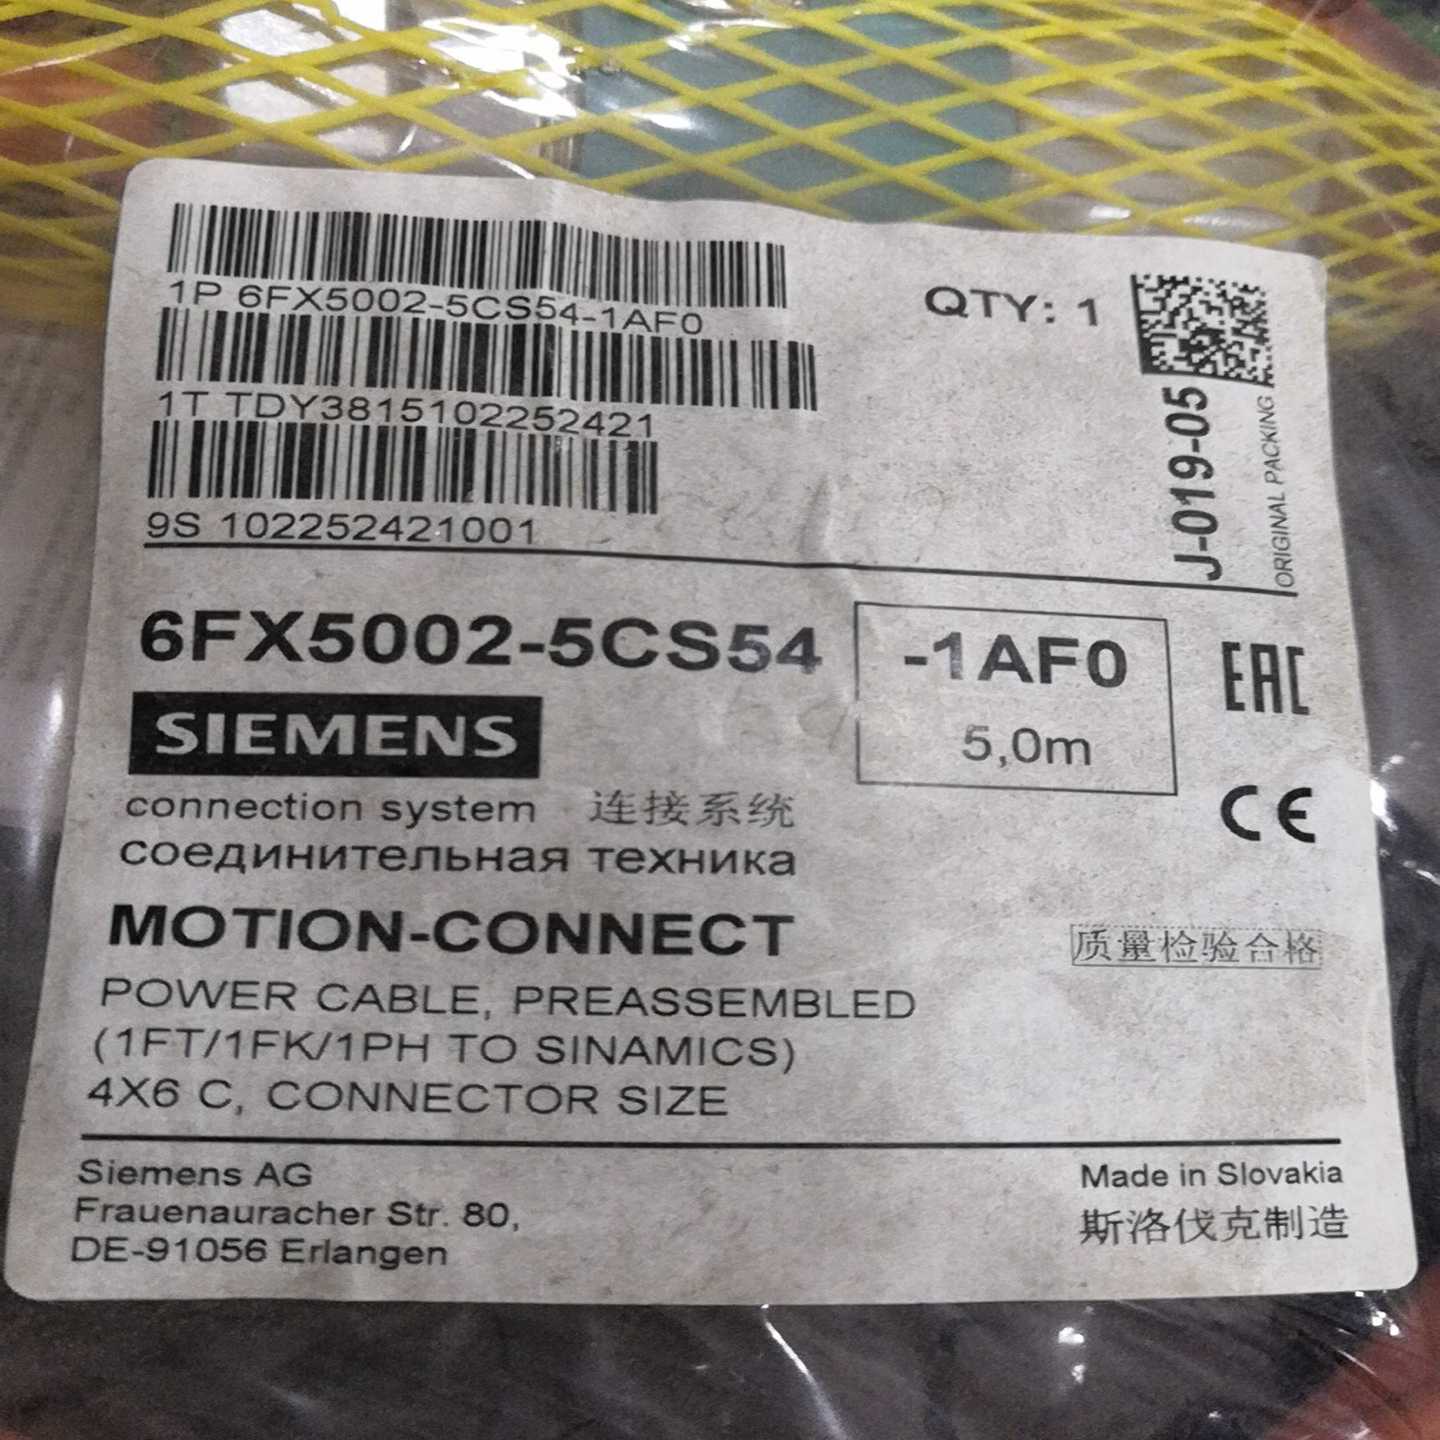 1P 6FX5002-5CS54-1AF0
QTY: 1
1T TDY3815102252421
9S 102252421001
J-019-05
ORIGINAL PACKING
6FX5002-5CS54
-1AF0
5,0m
EAC
SIEMENS
CE
connection system 连接系统
соединительная техника
MOTION-CONNECT
质量检验合格
POWER CABLE, PREASSEMBLED
(1FT/1FK/1PH TO SINAMICS)
4X6 C, CONNECTOR SIZE
Siemens AG
Frauenauracher Str. 80,
DE-91056 Erlangen
Made in Slovakia
斯洛伐克制造